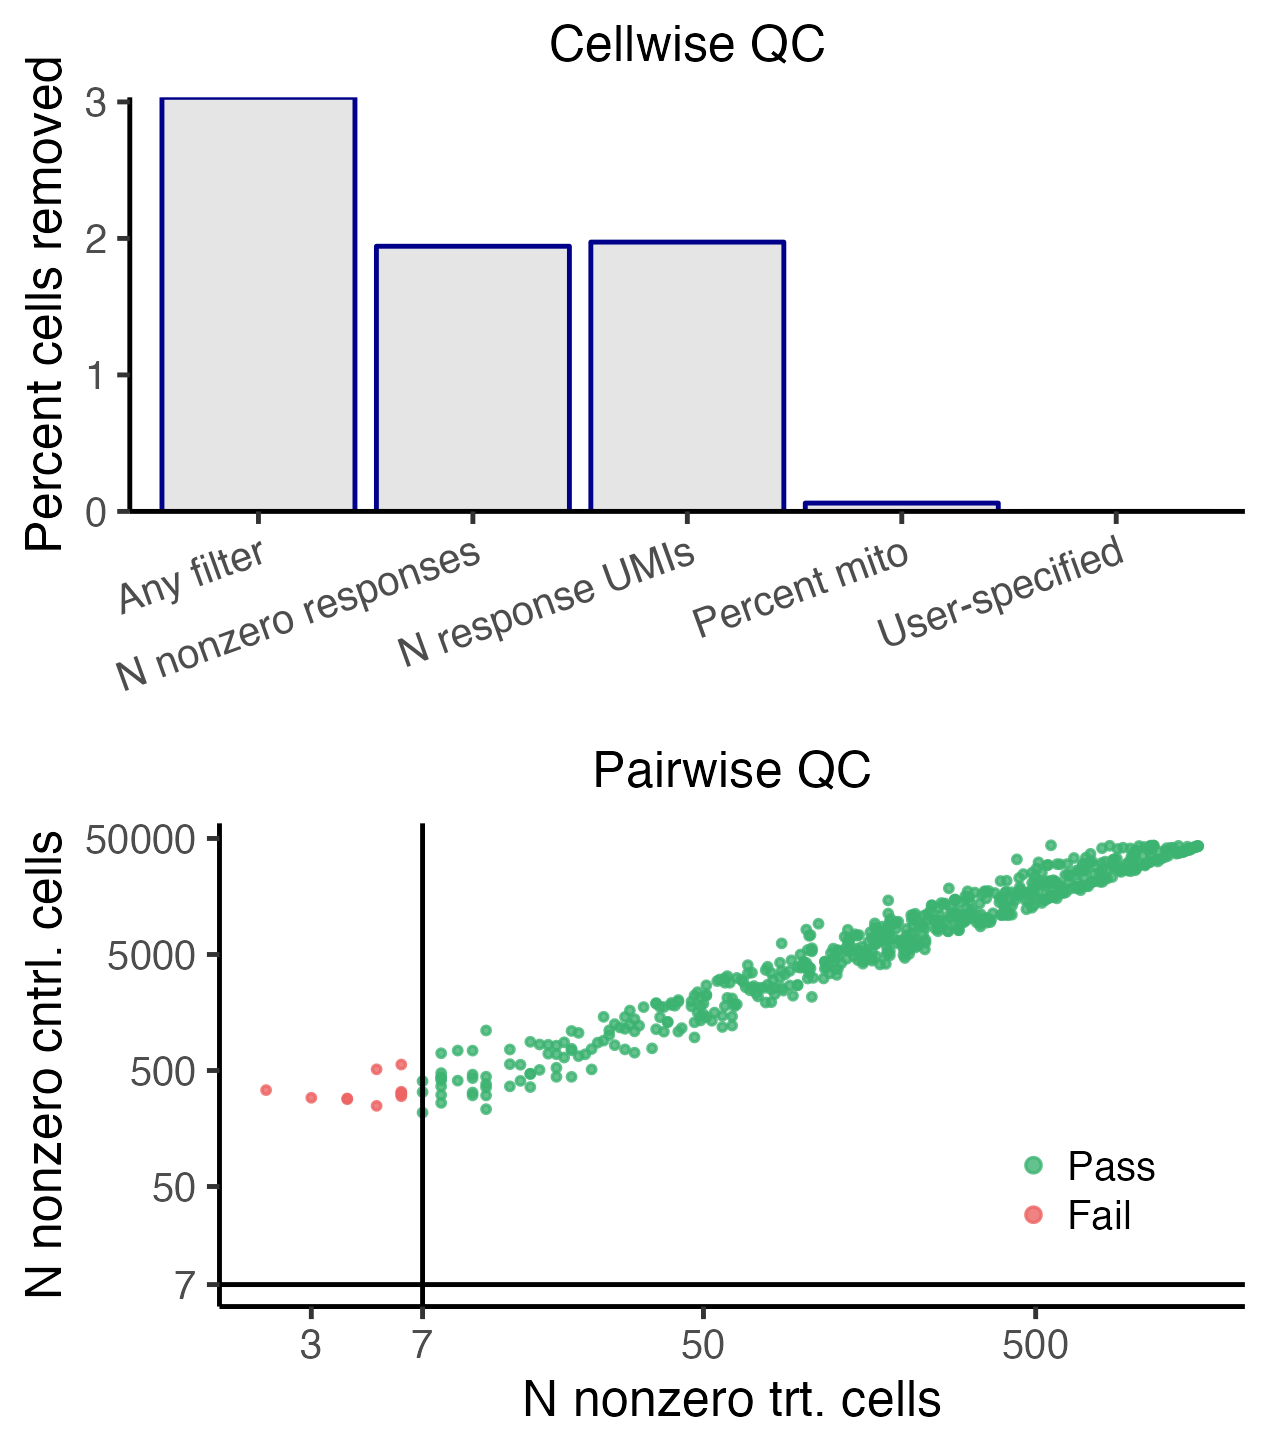 Cellwise QC
Percent cells removed
3
2
1
0
Any filter
N nonzero responses
N response UMIs
Percent mito
User-specified
Pairwise QC
N nonzero cntrl. cells
50000
5000
500
50
7
Pass
Fail
3
7
50
500
N nonzero trt. cells